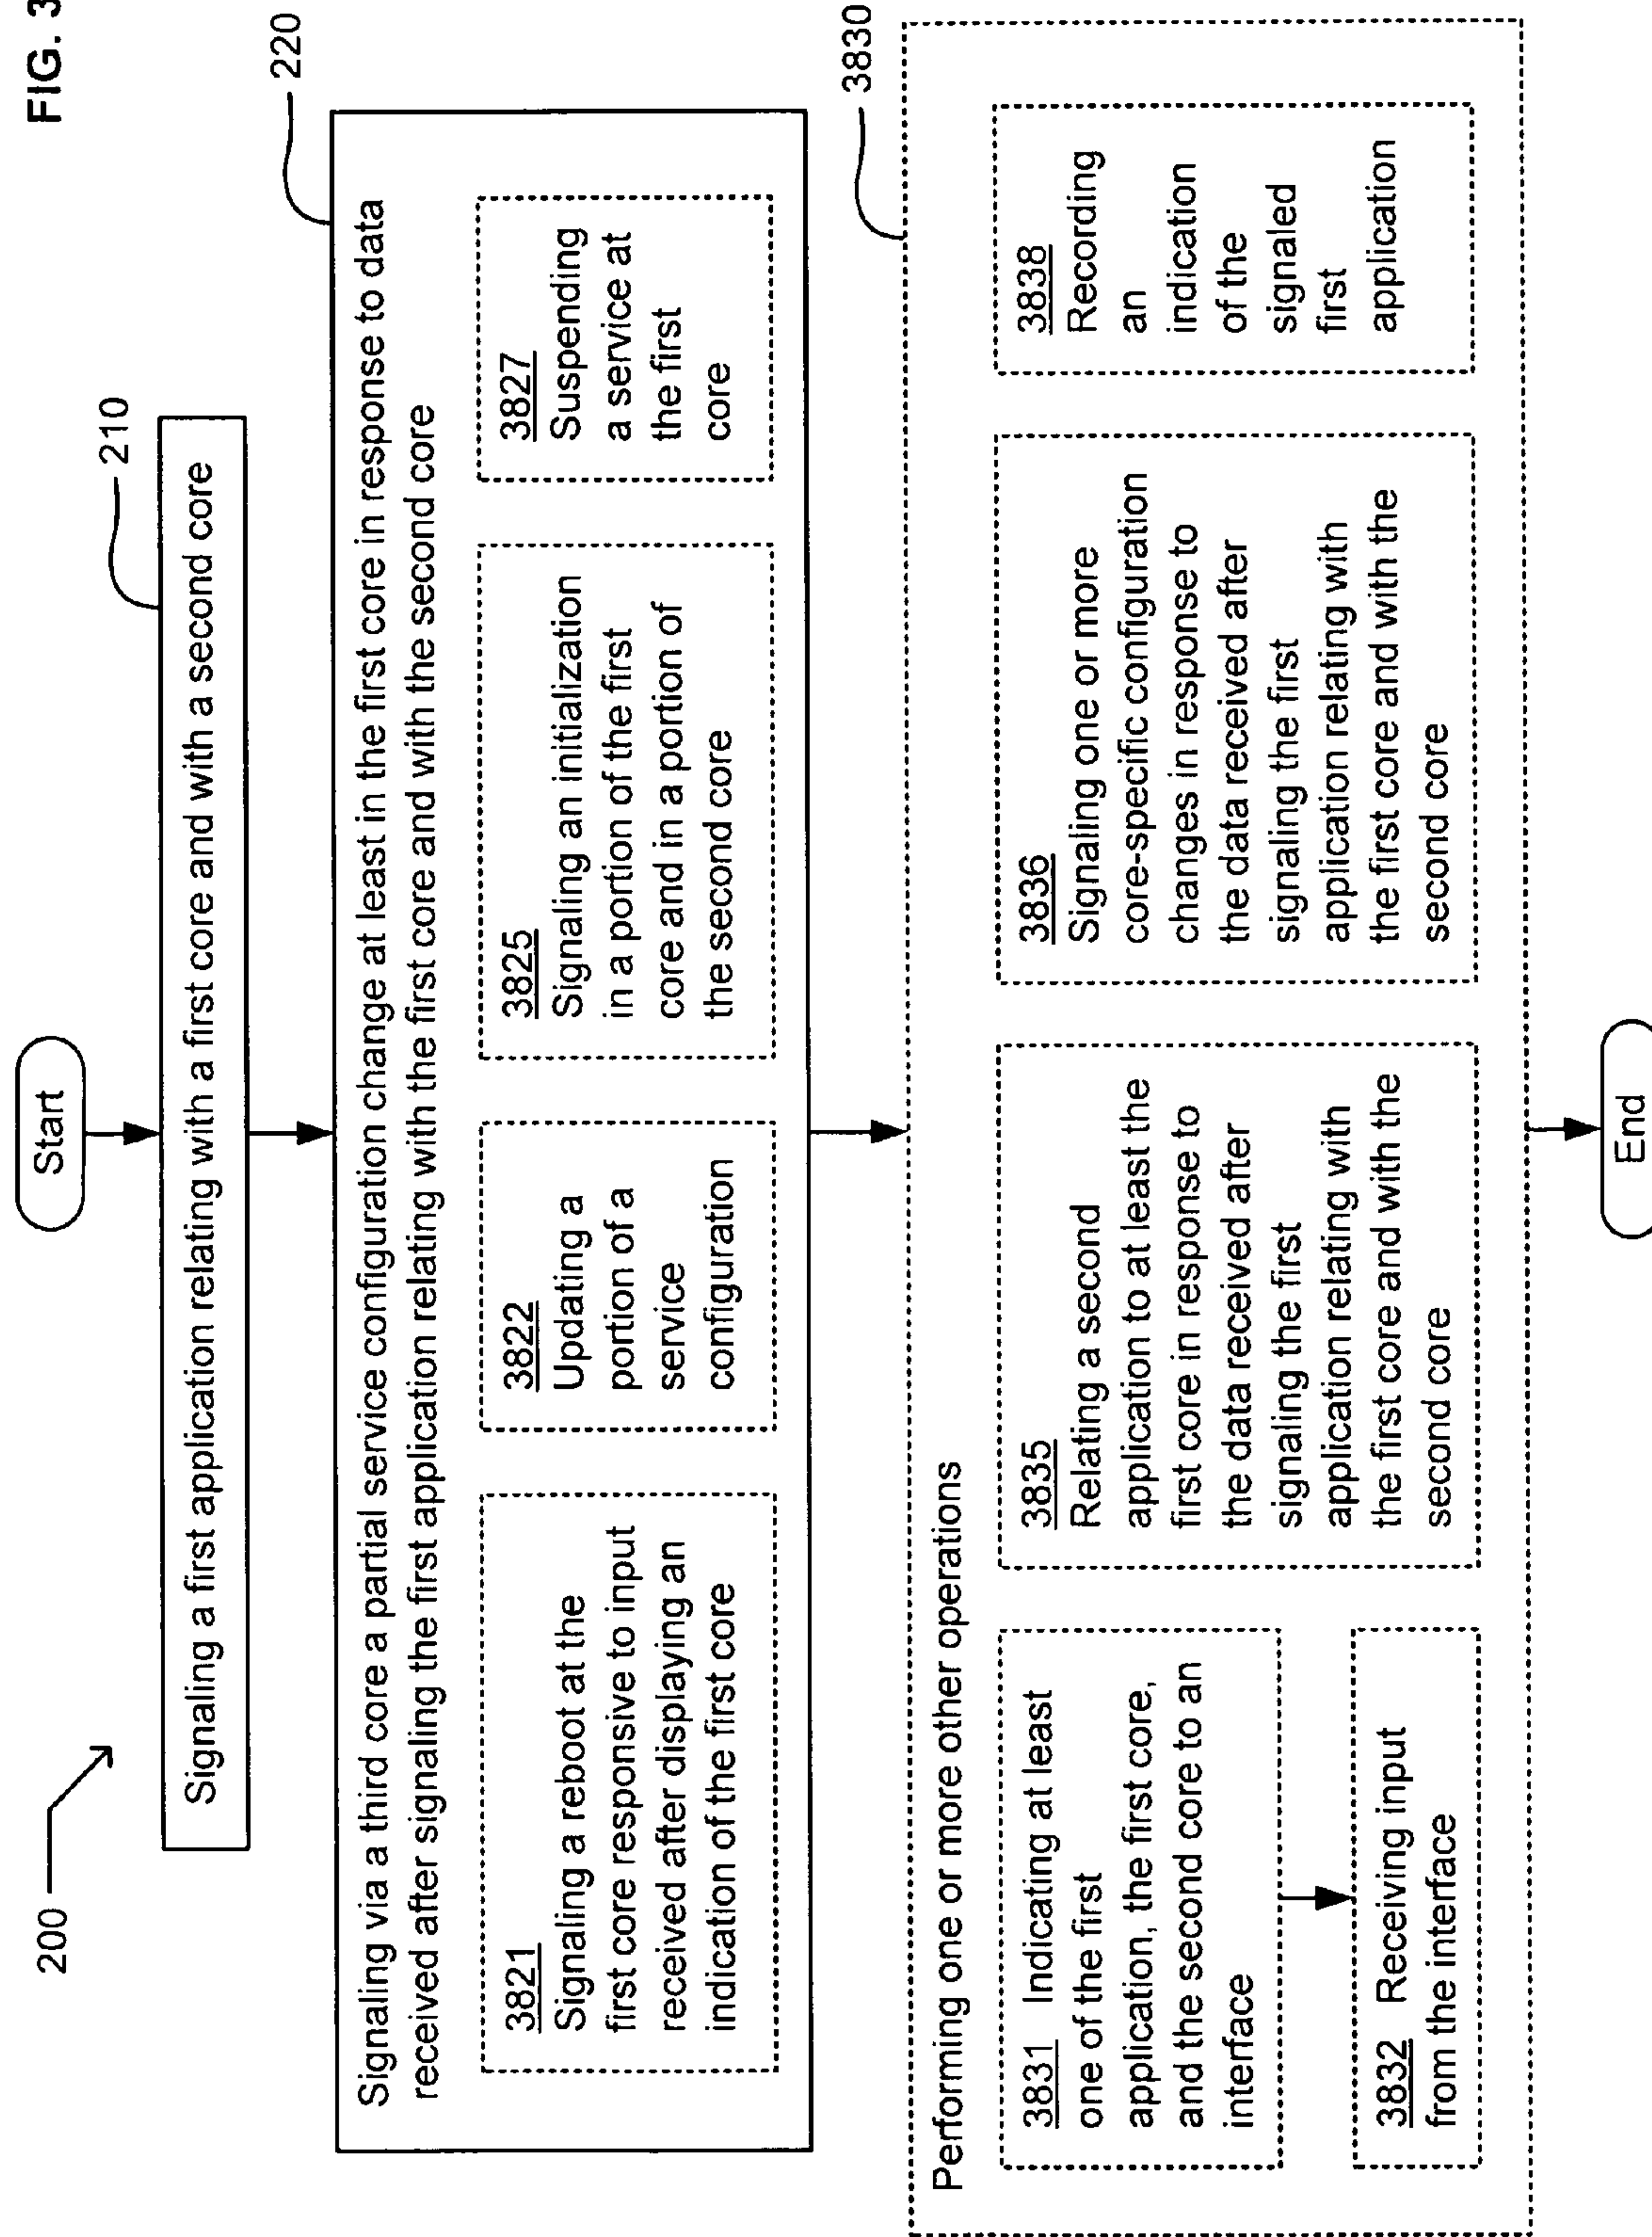 FIG. 3
200
Start
210
Signaling a first application relating with a first core and with a second core
220
Signaling via a third core a partial service configuration change at least in the first core in response to data
received after signaling the first application relating with the first core and with the second core
3821
Signaling a reboot at the
first core responsive to input
received after displaying an
indication of the first core
3822
Updating a
portion of a
service
configuration
3825
Signaling an initialization
in a portion of the first
core and in a portion of
the second core
3827
Suspending
a service at
the first
core
3830
Performing one or more other operations
3831 Indicating at least
one of the first
application, the first core,
and the second core to an
interface
3832 Receiving input
from the interface
3835
Relating a second
application to at least the
first core in response to
the data received after
signaling the first
application relating with
the first core and with the
second core
3836
Signaling one or more
core-specific configuration
changes in response to
the data received after
signaling the first
application relating with
the first core and with the
second core
3838
Recording
an
indication
of the
signaled
first
application
End